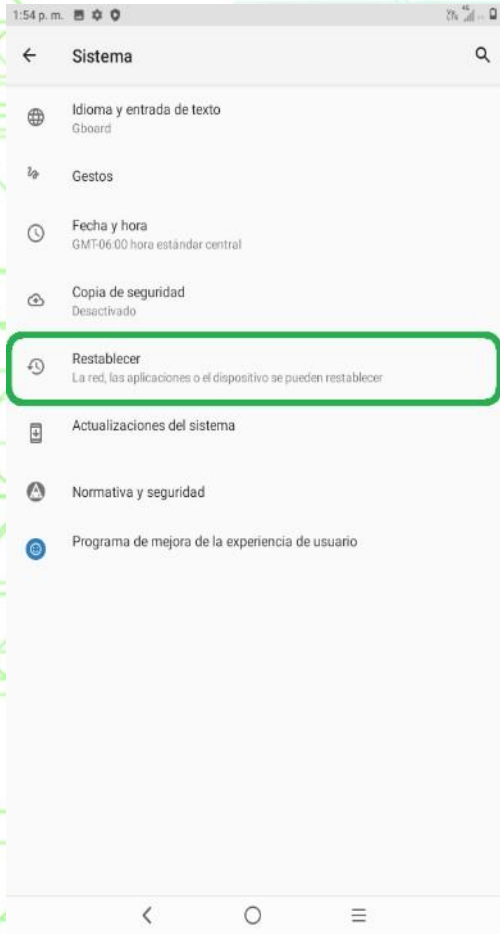 1:54 p. m.
Sistema
Idioma y entrada de texto
Gboard
Gestos
Fecha y hora
GMT-06:00 hora estándar central
Copia de seguridad
Desactivado
Restablecer
La red, las aplicaciones o el dispositivo se pueden restablecer
Actualizaciones del sistema
Normativa y seguridad
Programa de mejora de la experiencia de usuario